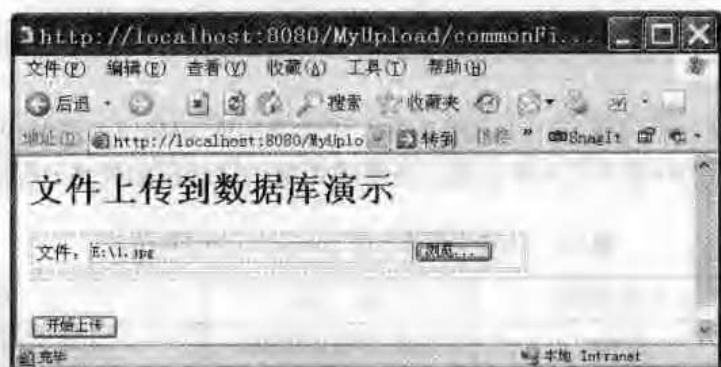 http://localhost:8080/MyUpload/commonFi...
文件(F) 编辑(E) 查看(V) 收藏(A) 工具(T) 帮助(H)
后退 搜索 收藏夹
地址(D) http://localhost:8080/MyUplo 转到 链接 » SnagIt
文件上传到数据库演示
文件: E:\1.jpg 浏览...
开始上传
完毕 本地 Intranet